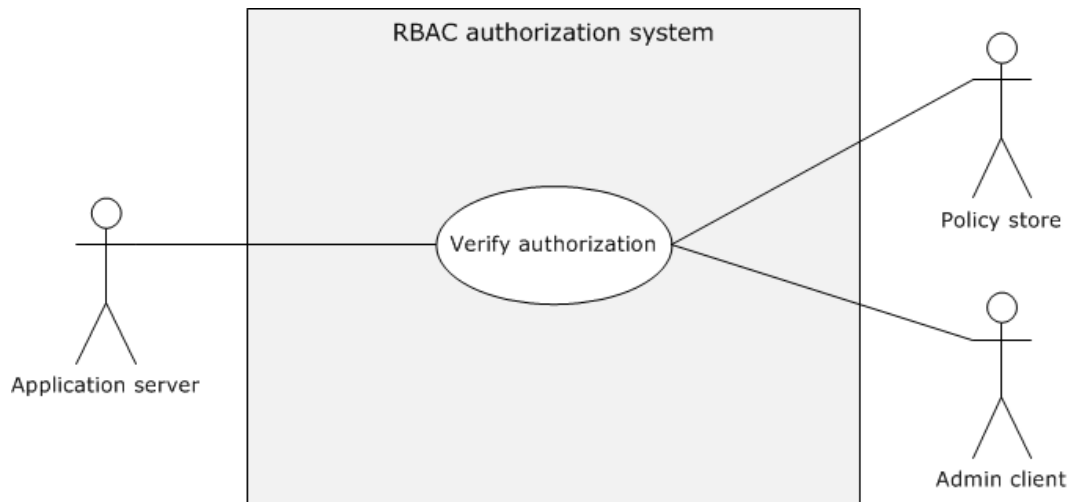 RBAC authorization system
Verify authorization
Policy store
Application server
Admin client